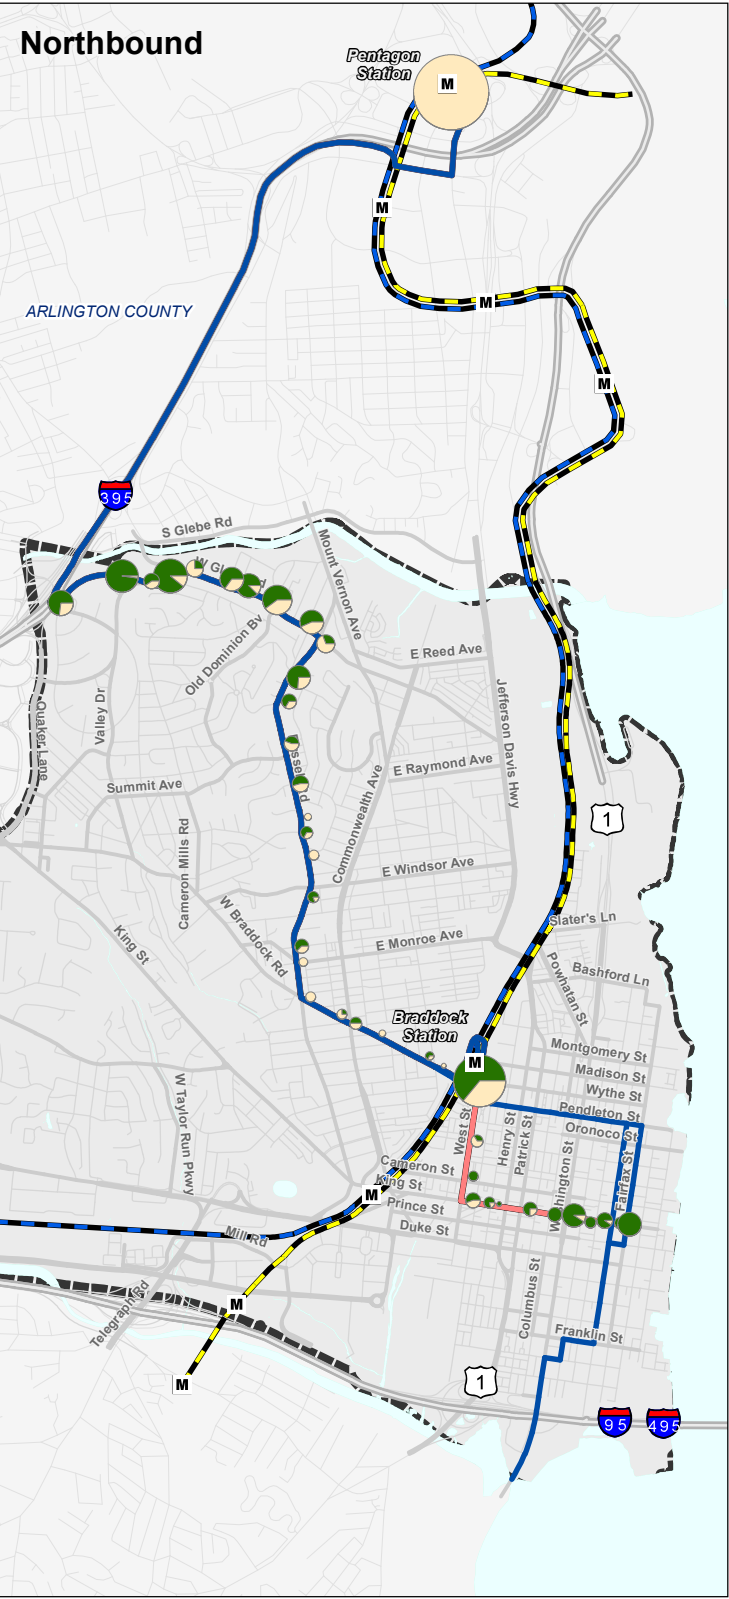 Northbound
Pentagon
Station
M
M
M
M
ARLINGTON COUNTY
395
S Glebe Rd
Mount Vernon Ave
Old Dominion Bv
E Reed Ave
Quaker Lane
Valley Dr
Jefferson Davis Hwy
E Raymond Ave
Summit Ave
Commonwealth Ave
1
Cameron Mills Rd
E Windsor Ave
W Braddock Rd
King St
E Monroe Ave
Slater's Ln
Powhatan St
Bashford Ln
Braddock
Station
M
Montgomery St
Madison St
Wythe St
Pendleton St
Oronoco St
W Taylor Run Pkwy
West St
Henry St
Patrick St
Fairfax St
Cameron St
King St
M
Prince St
Duke St
Mill Rd
Telegraph Rd
M
Columbus St
Franklin St
M
1
95
495